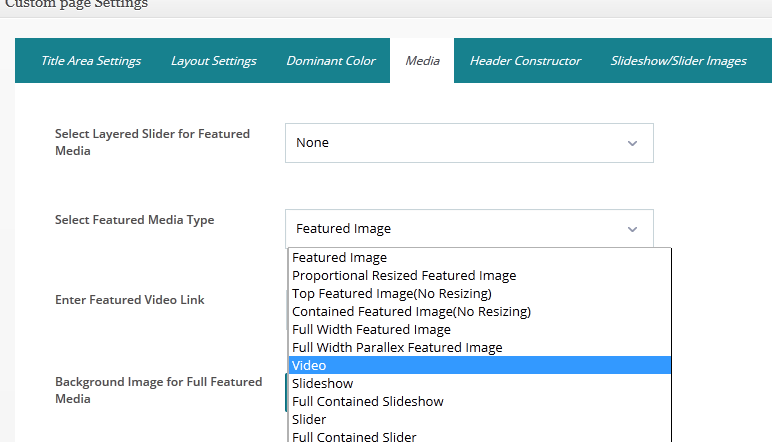 Custom page Settings
Title Area Settings Layout Settings Dominant Color Media Header Constructor Slideshow/Slider Images
Select Layered Slider for Featured
Media
None
Select Featured Media Type
Featured Image
Featured Image
Proportional Resized Featured Image
Top Featured Image(No Resizing)
Contained Featured Image(No Resizing)
Full Width Featured Image
Full Width Parallex Featured Image
Video
Slideshow
Full Contained Slideshow
Slider
Full Contained Slider
Enter Featured Video Link
Background Image for Full Featured
Media